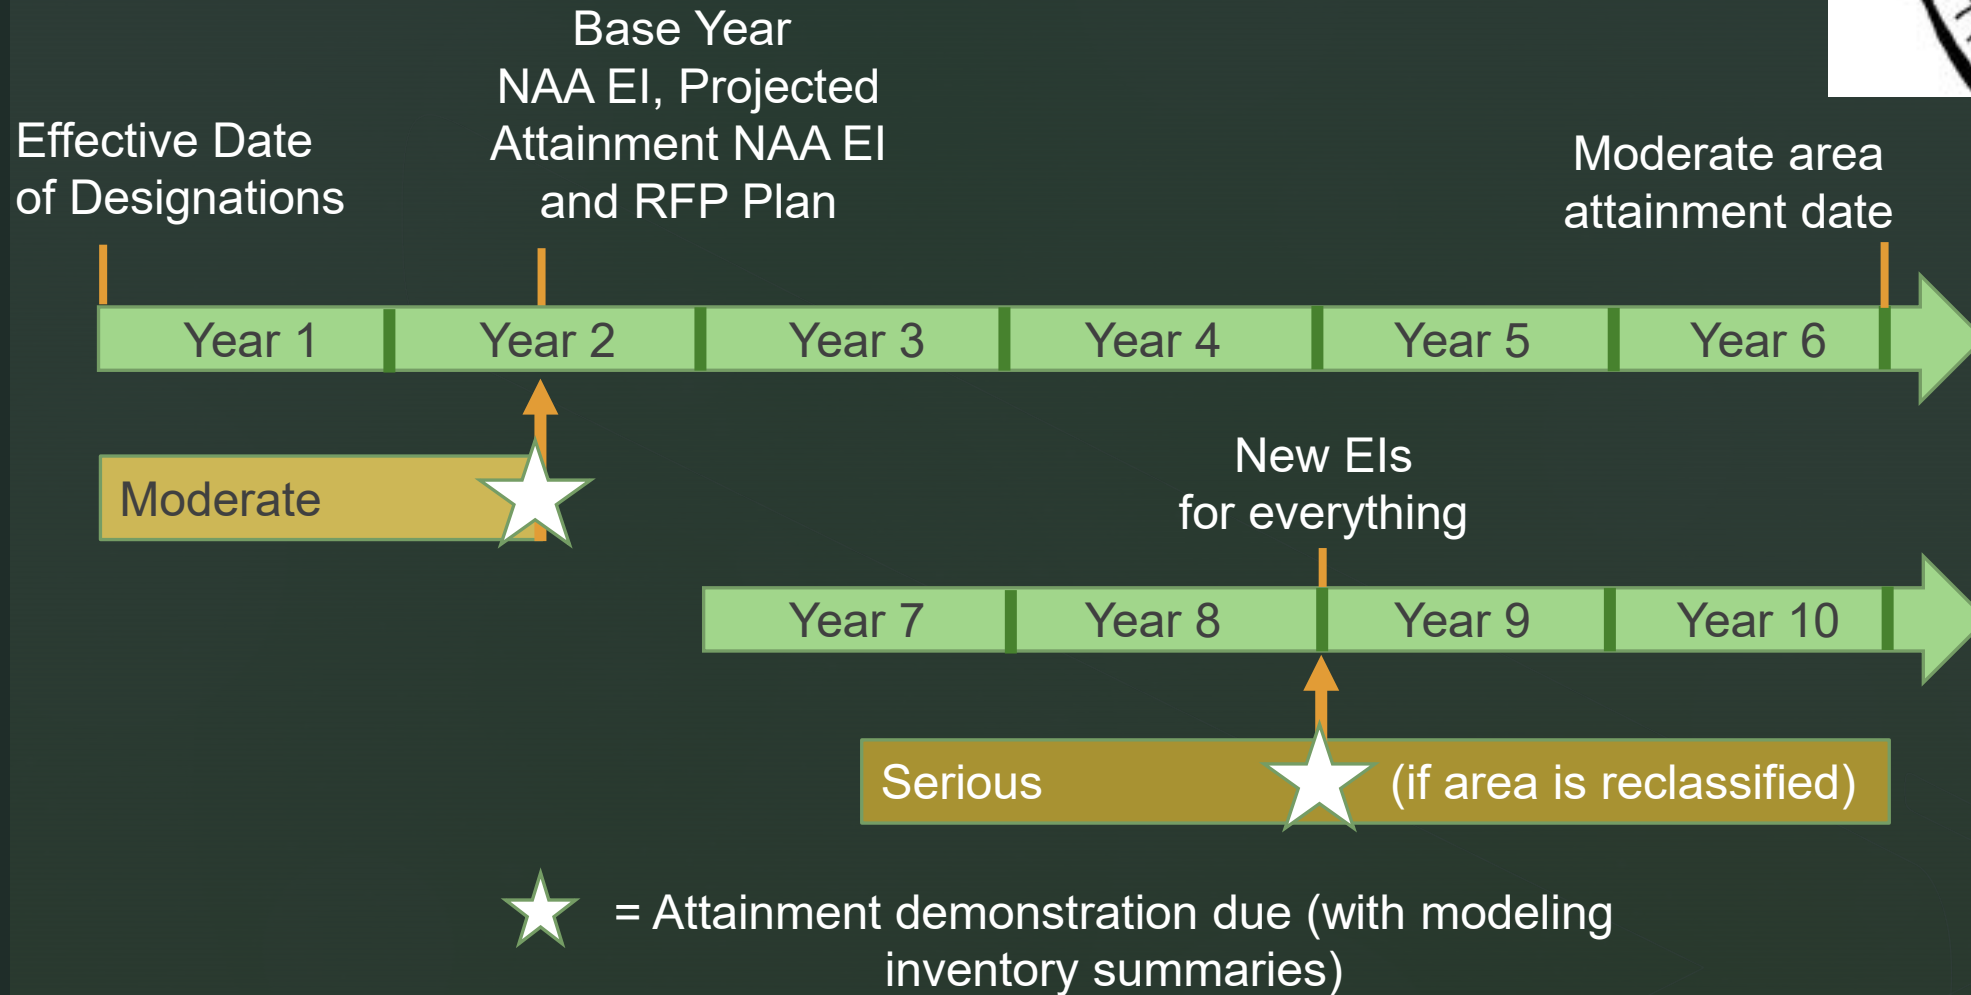 Base Year
NAA EI, Projected
Attainment NAA EI
and RFP Plan
Effective Date
of Designations
Moderate area
attainment date
Year 1
Year 2
Year 3
Year 4
Year 5
Year 6
Moderate
New EIs
for everything
Year 7
Year 8
Year 9
Year 10
Serious
(if area is reclassified)
= Attainment demonstration due (with modeling
inventory summaries)